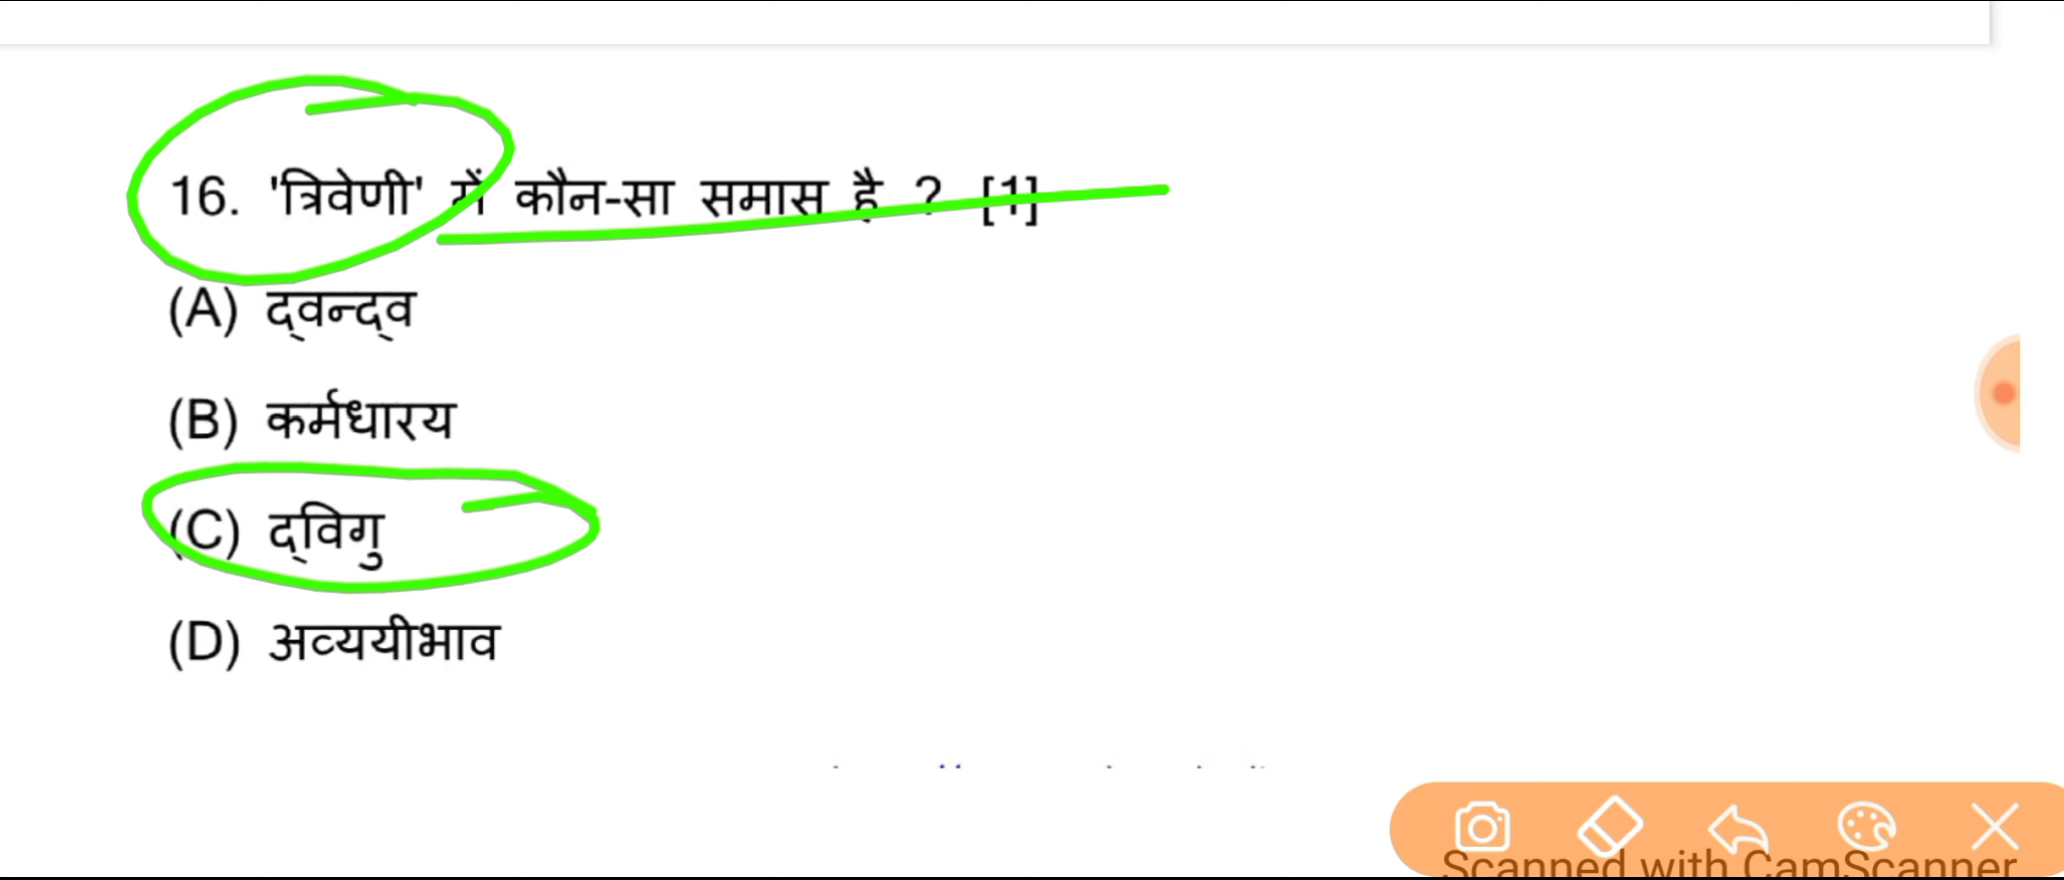 16. 'त्रिवेणी' में कौन-सा समास है ? [1]
(A) द्वन्द्व
(B) कर्मधारय
(C) द्विगु
(D) अव्ययीभाव
Scanned with CamScanner